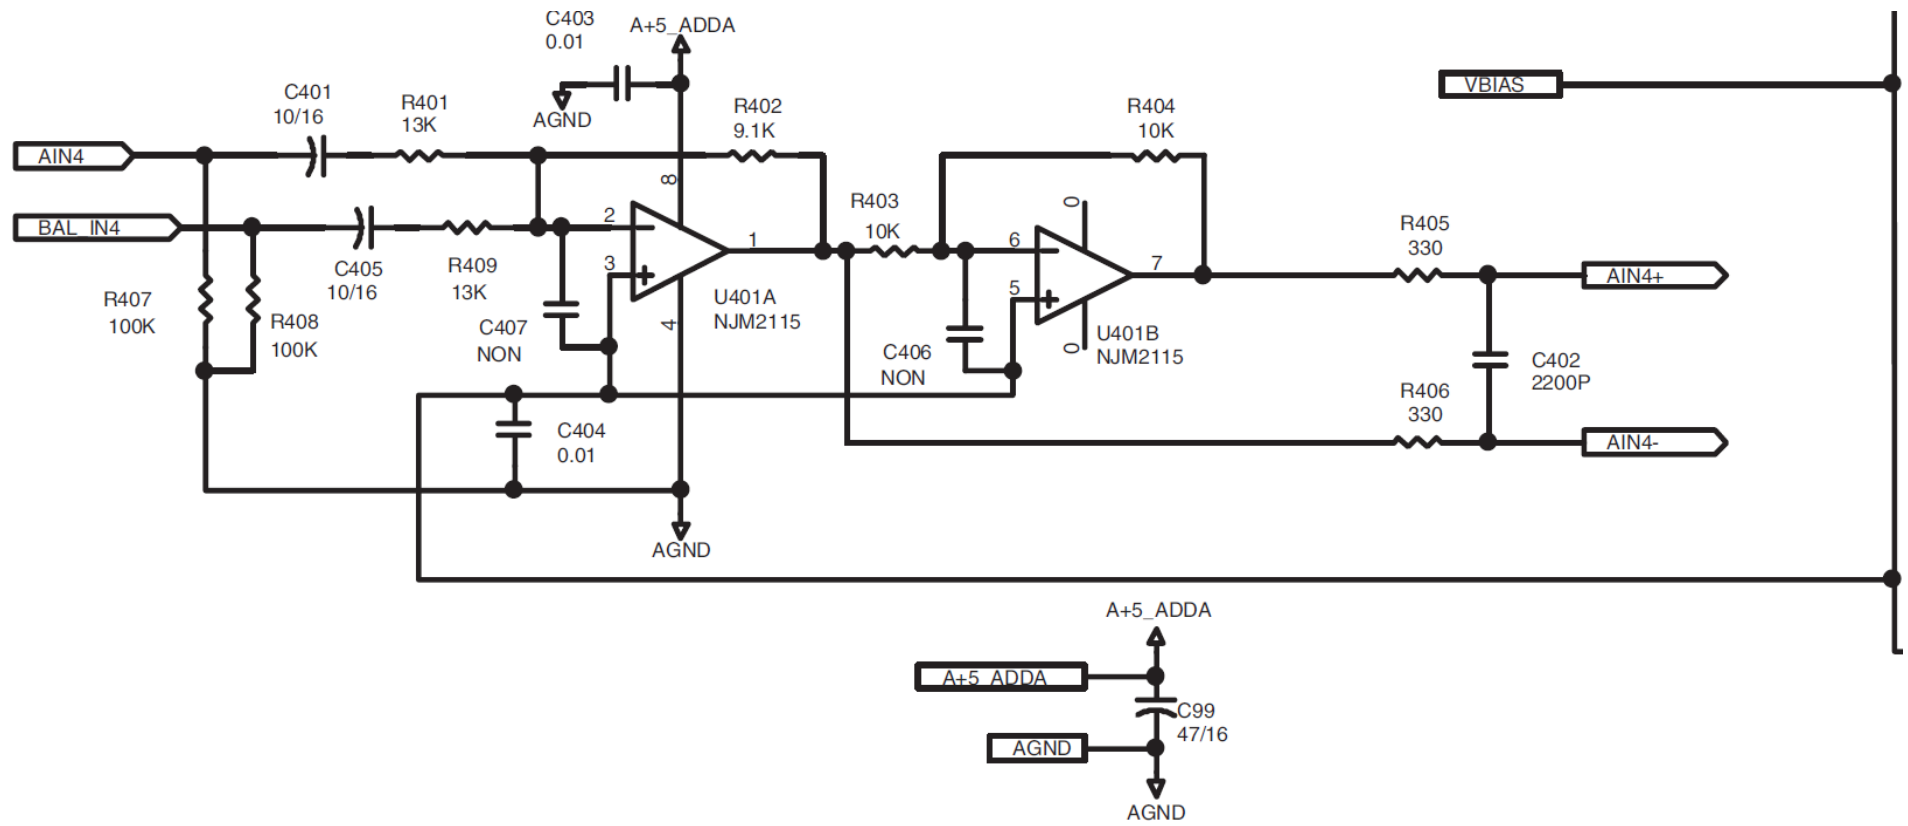 C403
0.01
A+5_ADDA
C401
10/16
R401
13K
AGND
R402
9.1K
R404
10K
VBIAS
AIN4
8
BAL_IN4
2
3
1
R403
10K
0
6
5
7
R405
330
AIN4+
C405
10/16
R409
13K
R407
100K
R408
100K
C407
NON
U401A
NJM2115
4
C406
NON
U401B
NJM2115
0
C402
2200P
R406
330
AIN4-
C404
0.01
AGND
A+5_ADDA
A+5_ADDA
C99
47/16
AGND
AGND